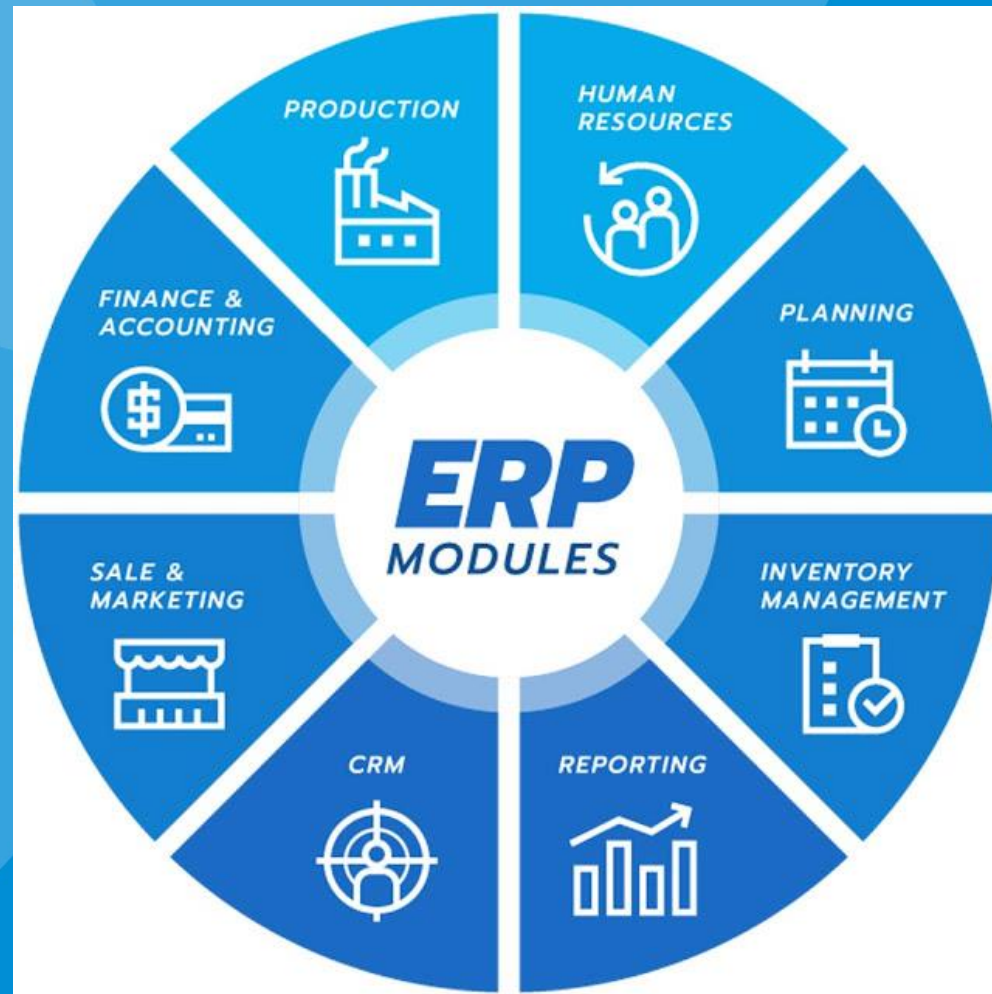 PRODUCTION
HUMAN
RESOURCES
FINANCE &
ACCOUNTING
PLANNING
ERP
MODULES
SALE &
MARKETING
INVENTORY
MANAGEMENT
CRM
REPORTING